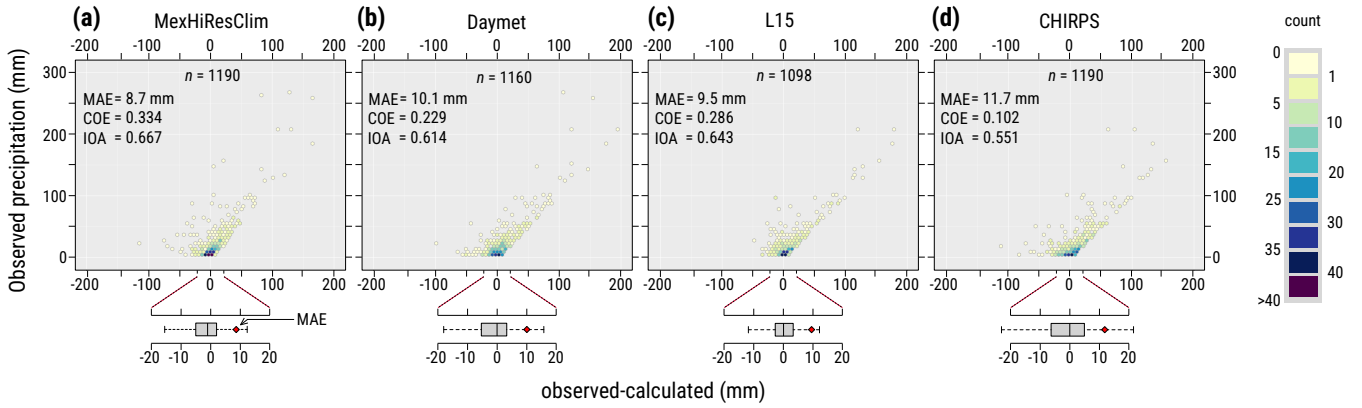 (a) MexHiResClim (b) Daymet (c) L15 (d) CHIRPS count
-200 -100 0 100 200 -200 -100 0 100 200 -200 -100 0 100 200 -200 -100 0 100 200
Observed precipitation (mm)
300 200 100 0
n = 1190
MAE= 8.7 mm
COE = 0.334
IOA = 0.667
n = 1160
MAE= 10.1 mm
COE = 0.229
IOA = 0.614
n = 1098
MAE= 9.5 mm
COE = 0.286
IOA = 0.643
n = 1190
MAE= 11.7 mm
COE = 0.102
IOA = 0.551
300 200 100 0
0
1
5
10
15
20
25
30
35
40
>40
-200 -100 0 100 200 -200 -100 0 100 200 -200 -100 0 100 200 -200 -100 0 100 200
MAE
-20 -10 0 10 20 -20 -10 0 10 20 -20 -10 0 10 20 -20 -10 0 10 20
observed-calculated (mm)